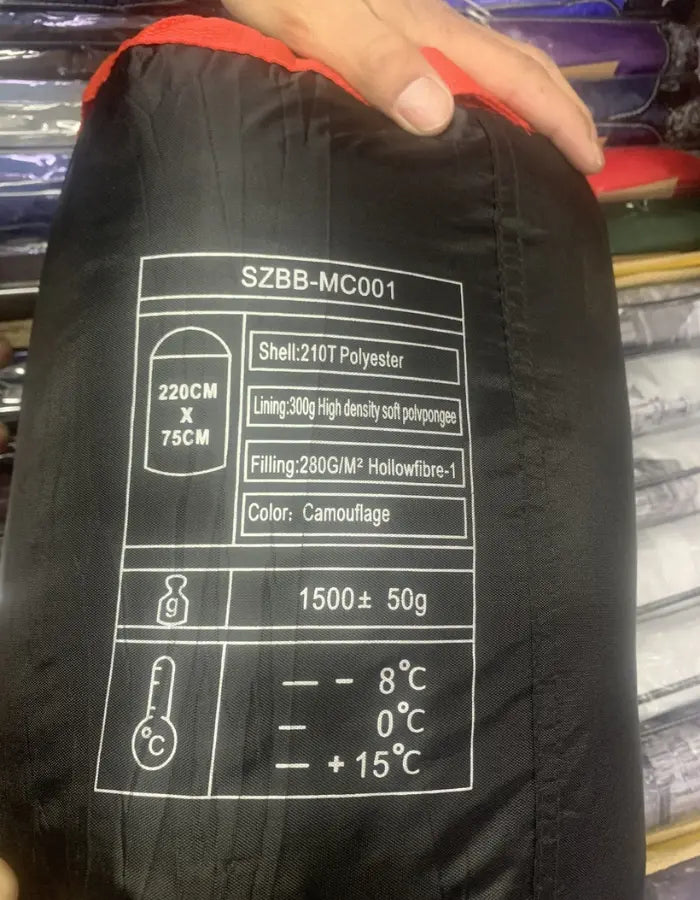 SZBB-MC001
220CM
X
75CM
Shell:210T Polyester
Lining:300g High density soft polvpongee
Filling:280G/M² Hollowfibre-1
Color: Camouflage
g
1500± 50g
°C
— - 8°C
— 0°C
— +15°C